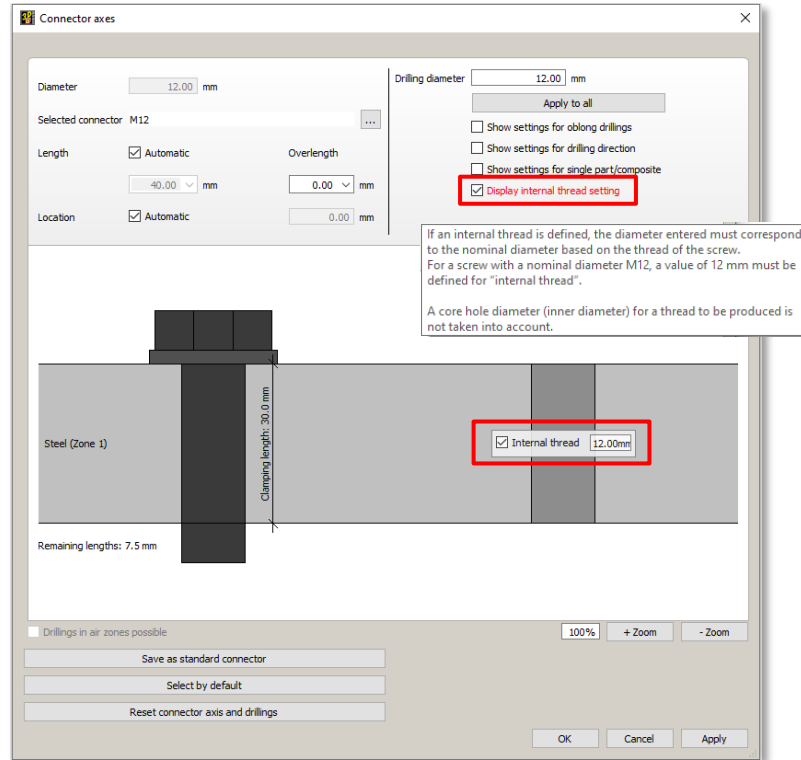 Connector axes
Diameter 12.00 mm
Selected connector M12 ...
Length Automatic Overlength
40.00 mm 0.00 mm
Location Automatic 0.00 mm
Drilling diameter 12.00 mm
Apply to all
Show settings for oblong drillings
Show settings for drilling direction
Show settings for single part/composite
Display internal thread setting
If an internal thread is defined, the diameter entered must correspond
to the nominal diameter based on the thread of the screw.
For a screw with a nominal diameter M12, a value of 12 mm must be
defined for "internal thread".
A core hole diameter (inner diameter) for a thread to be produced is
not taken into account.
Clamping length: 30.0 mm
Steel (Zone 1)
Internal thread 12.00mm
Remaining lengths: 7.5 mm
Drillings in air zones possible
100% + Zoom - Zoom
Save as standard connector
Select by default
Reset connector axis and drillings
OK Cancel Apply